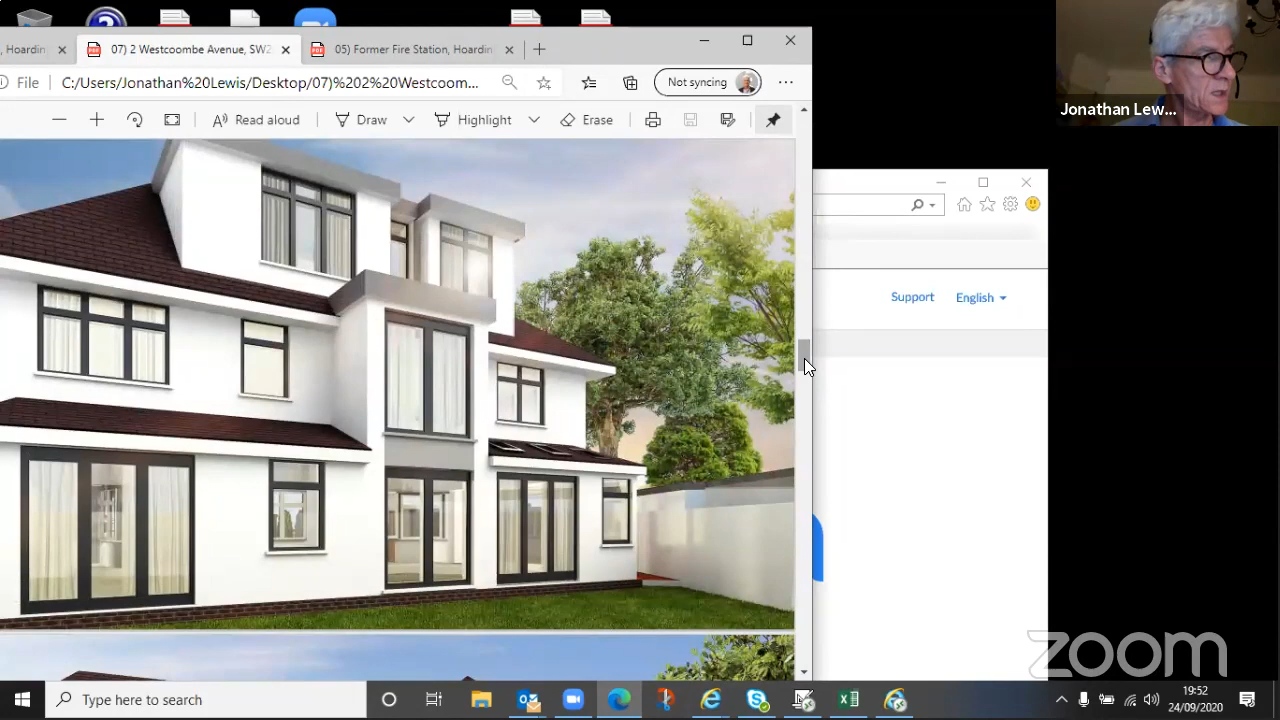 , Hoardin
07) 2 Westcoombe Avenue, SW2
05) Former Fire Station, Hoardin
File
C:/Users/Jonathan%20Lewis/Desktop/07)%202%20Westcoom...
Not syncing
Read aloud
Draw
Highlight
Erase
Jonathan Lew...
Support
English
zoom
Type here to search
19:52
24/09/2020